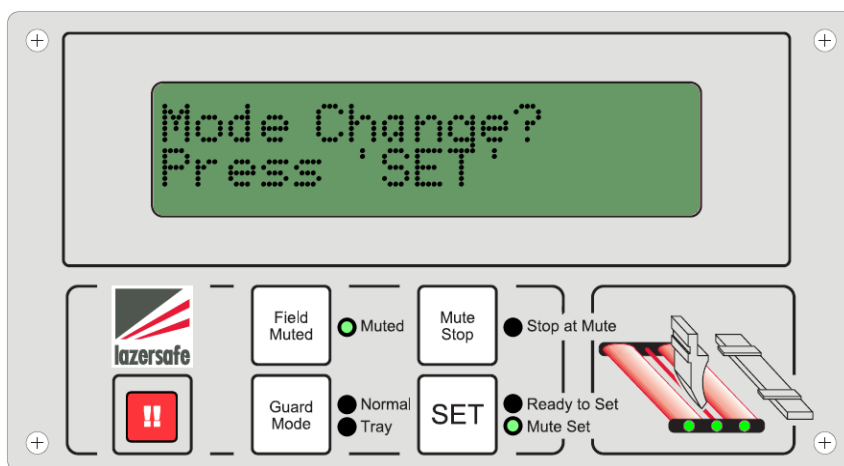 Mode Change?
Press 'SET'
lazersafe
Field
Muted
Muted
Mute
Stop
Stop at Mute
!!
Guard
Mode
Normal
Tray
SET
Ready to Set
Mute Set